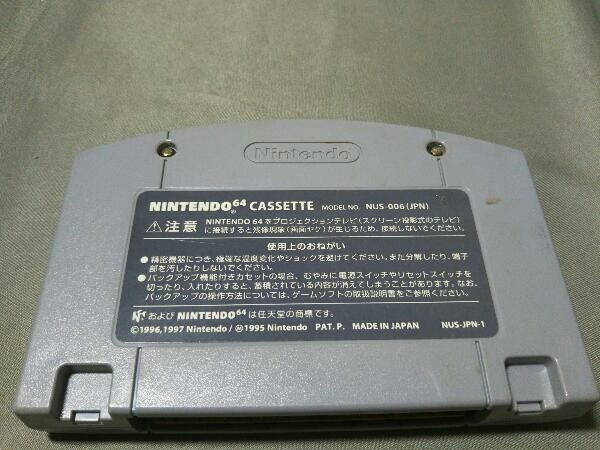 Nintendo
NINTENDO64 CASSETTE MODEL NO. NUS-006 (JPN)
注意 NINTENDO 64 をプロジェクションテレビ(スクリーン投影式のテレビ)
に接続すると残像現象(画面ヤケ)が生じるため、接続しないでください。
使用上のおねがい
●精密機器につき、極端な温度変化やショックを避けてください。また分解したり、端子
部を汚したりしないでください。
●バックアップ機能付きカセットの場合、むやみに電源スイッチやリセットスイッチを
切ったり、入れたりすると、蓄積されている内容が消えてしまうことがあります。なお、
バックアップの操作方法については、ゲームソフトの取扱説明書をご参照ください。
および NINTENDO64 は任天堂の商標です。
©1996,1997 Nintendo / Ⓜ1995 Nintendo PAT. P. MADE IN JAPAN NUS-JPN-1